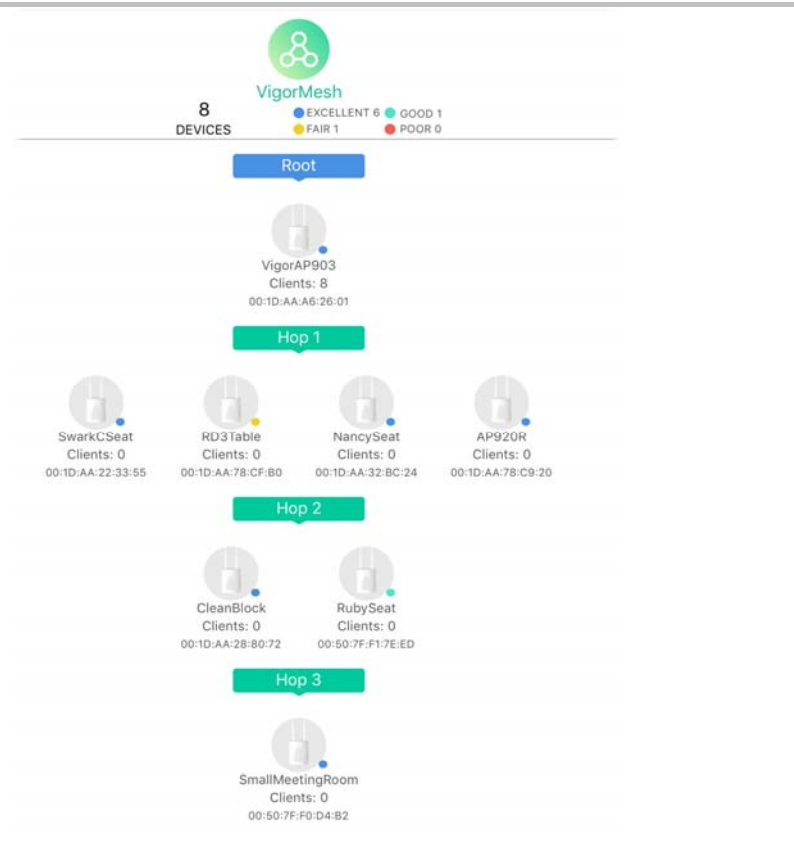 VigorMesh
8
DEVICES
EXCELLENT 6 GOOD 1
FAIR 1 POOR 0
Root
VigorAP903
Clients: 8
00:1D:AA:A6:26:01
Hop 1
SwarkCSeat RD3Table NancySeat AP920R
Clients: 0 Clients: 0 Clients: 0 Clients: 0
00:1D:AA:22:33:55 00:1D:AA:78:CF:B0 00:1D:AA:32:BC:24 00:1D:AA:78:C9:20
Hop 2
CleanBlock RubySeat
Clients: 0 Clients: 0
00:1D:AA:28:80:72 00:50:7F:F1:7E:ED
Hop 3
SmallMeetingRoom
Clients: 0
00:50:7F:F0:D4:B2